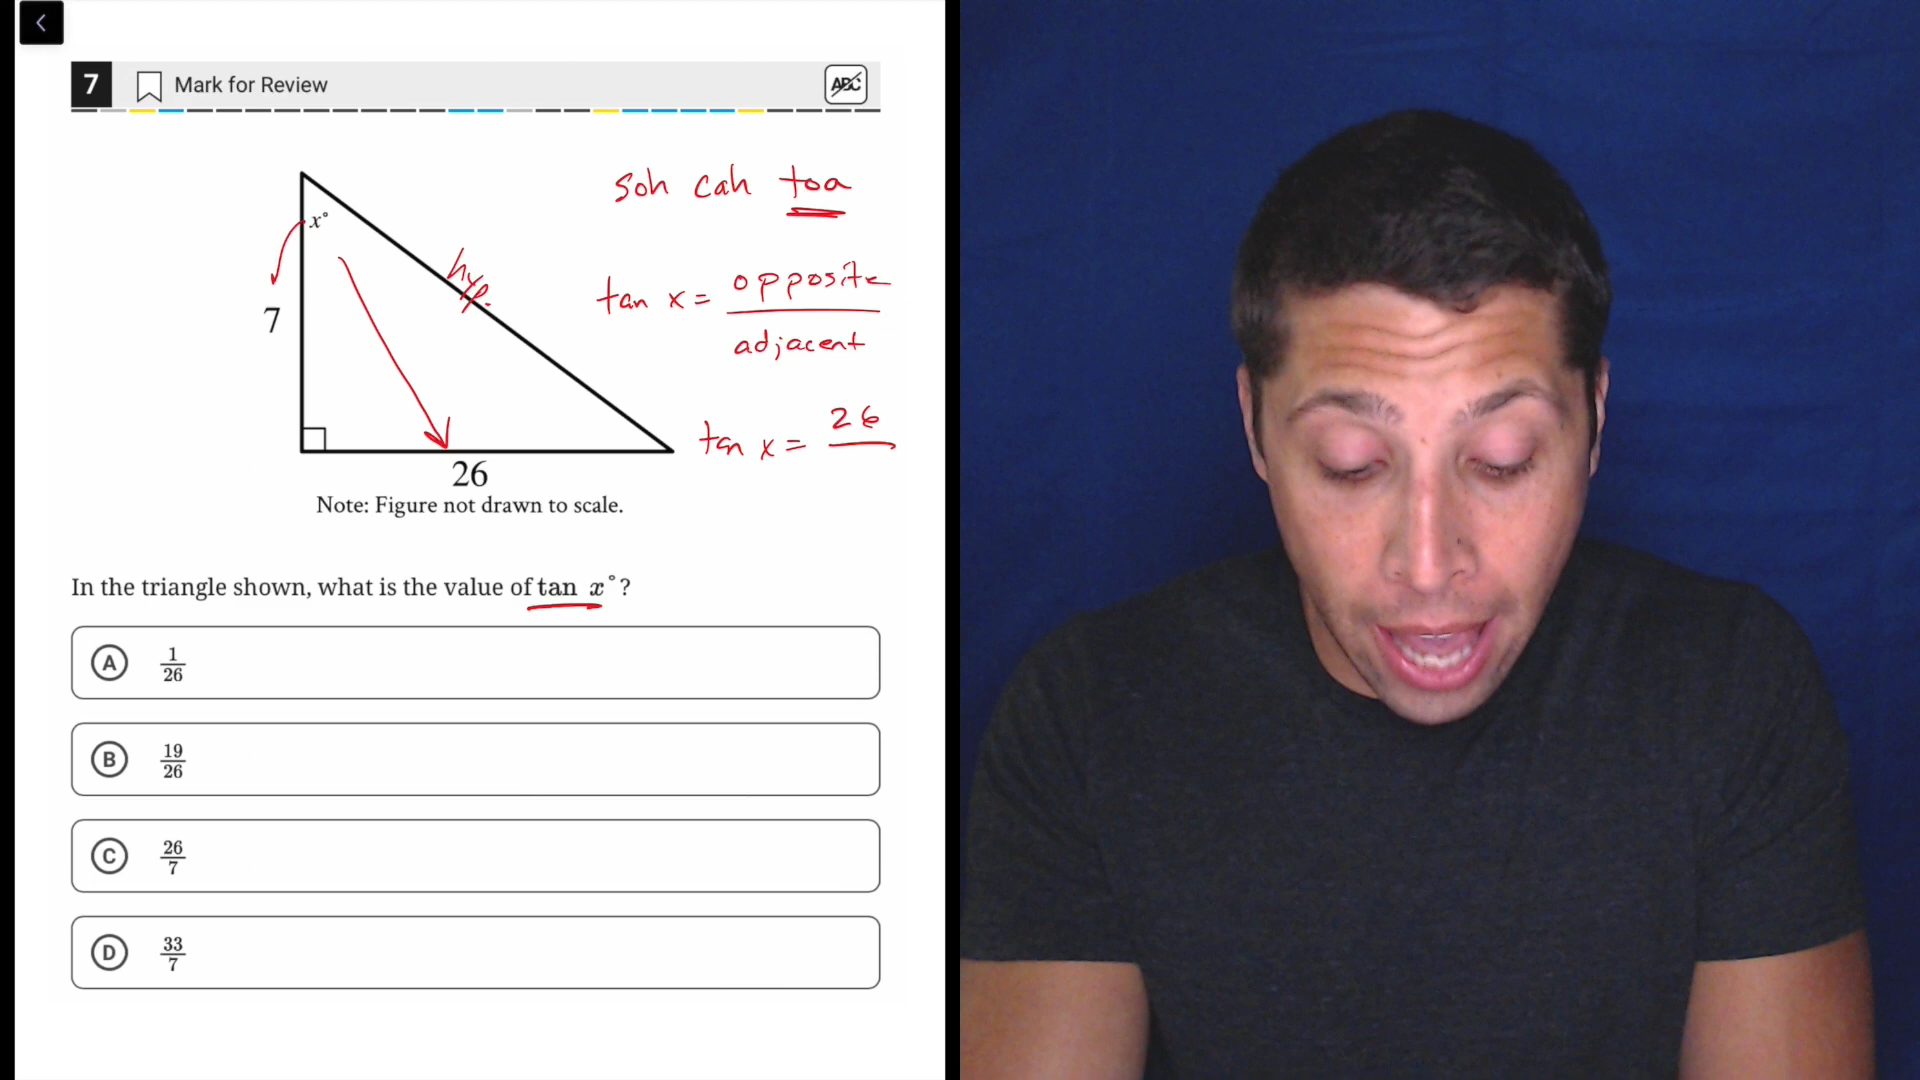 7 Mark for Review ABC
soh cah toa
x°
hyp.
tan x = opposite
adjacent
7
tan x = 26
26
Note: Figure not drawn to scale.
In the triangle shown, what is the value of tan x°?
A 1/26
B 19/26
C 26/7
D 33/7